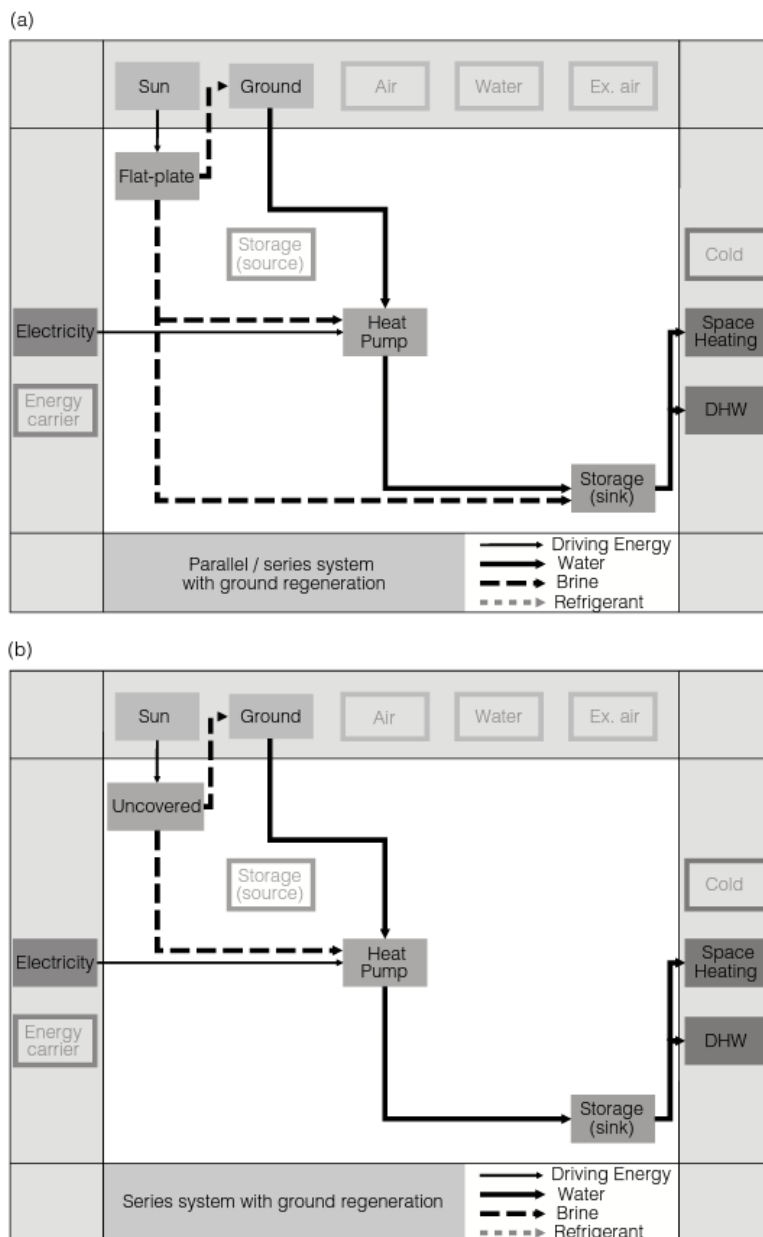 (a)
Sun
Ground
Air
Water
Ex. air
Flat-plate
Storage
(source)
Cold
Electricity
Heat
Pump
Space
Heating
Energy
carrier
DHW
Storage
(sink)
Parallel / series system
with ground regeneration
Driving Energy
Water
Brine
Refrigerant
(b)
Sun
Ground
Air
Water
Ex. air
Uncovered
Storage
(source)
Cold
Electricity
Heat
Pump
Space
Heating
Energy
carrier
DHW
Storage
(sink)
Series system with ground regeneration
Driving Energy
Water
Brine
Refrigerant